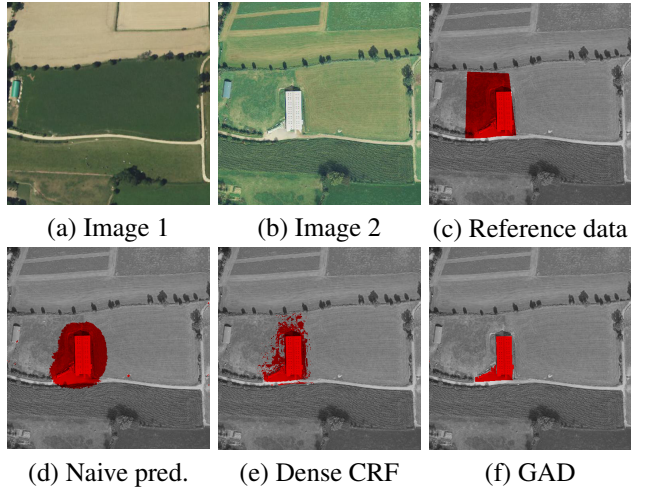 (a) Image 1
(b) Image 2
(c) Reference data
(d) Naive pred.
(e) Dense CRF
(f) GAD